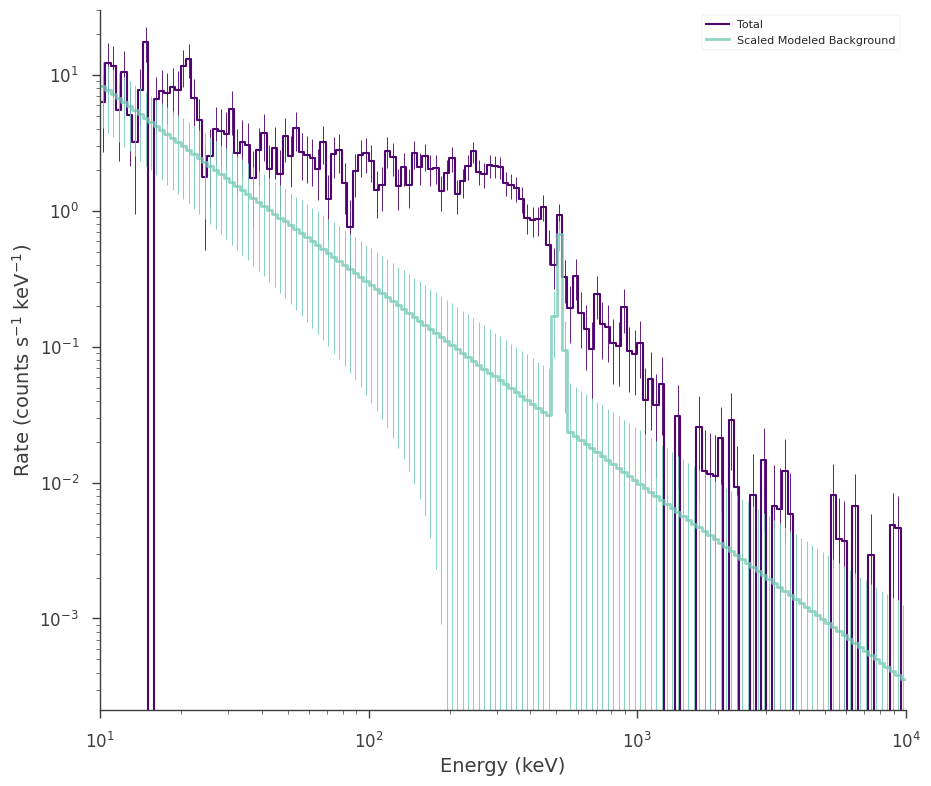 Total
Scaled Modeled Background
Rate (counts s⁻¹ keV⁻¹)
10¹
10⁰
10⁻¹
10⁻²
10⁻³
10¹ 10² 10³ 10⁴
Energy (keV)